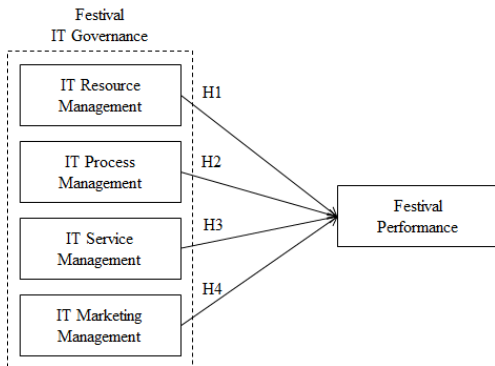 Festival
IT Governance
IT Resource
Management
H1
IT Process
Management
H2
IT Service
Management
H3
IT Marketing
Management
H4
Festival
Performance